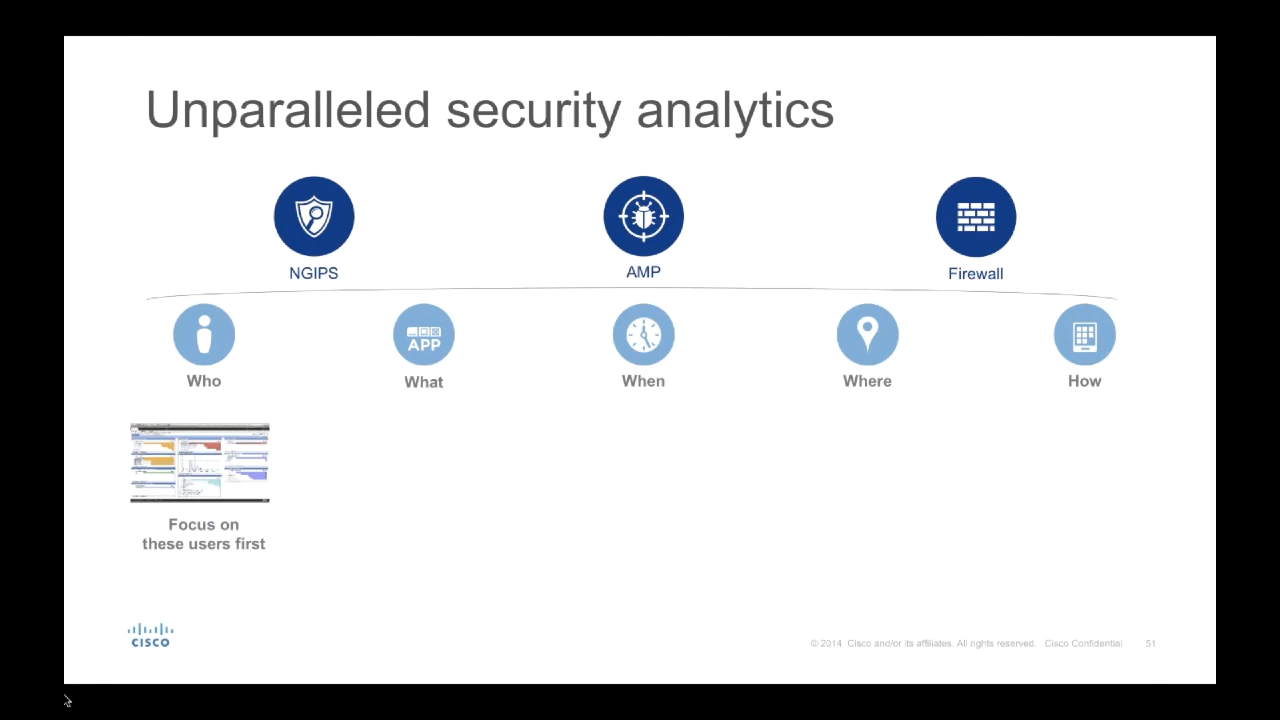 Unparalleled security analytics
NGIPS
AMP
Firewall
APP
Who
What
When
Where
How
Focus on
these users first
CISCO
© 2014 Cisco and/or its affiliates. All rights reserved. Cisco Confidential 51